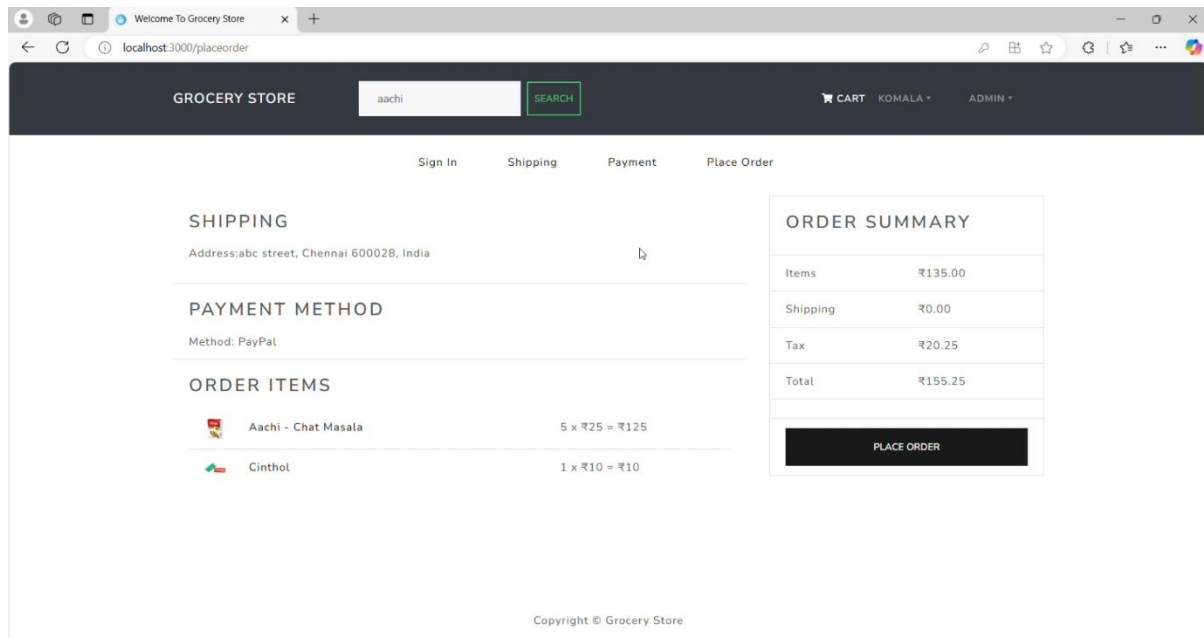 Welcome To Grocery Store
localhost:3000/placeorder
GROCERY STORE aachi SEARCH CART KOMALA ADMIN
Sign In Shipping Payment Place Order
SHIPPING
Address:abc street, Chennai 600028, India
PAYMENT METHOD
Method: PayPal
ORDER ITEMS
Aachi - Chat Masala 5 x ₹25 = ₹125
Cinthol 1 x ₹10 = ₹10
ORDER SUMMARY
Items ₹135.00
Shipping ₹0.00
Tax ₹20.25
Total ₹155.25
PLACE ORDER
Copyright © Grocery Store